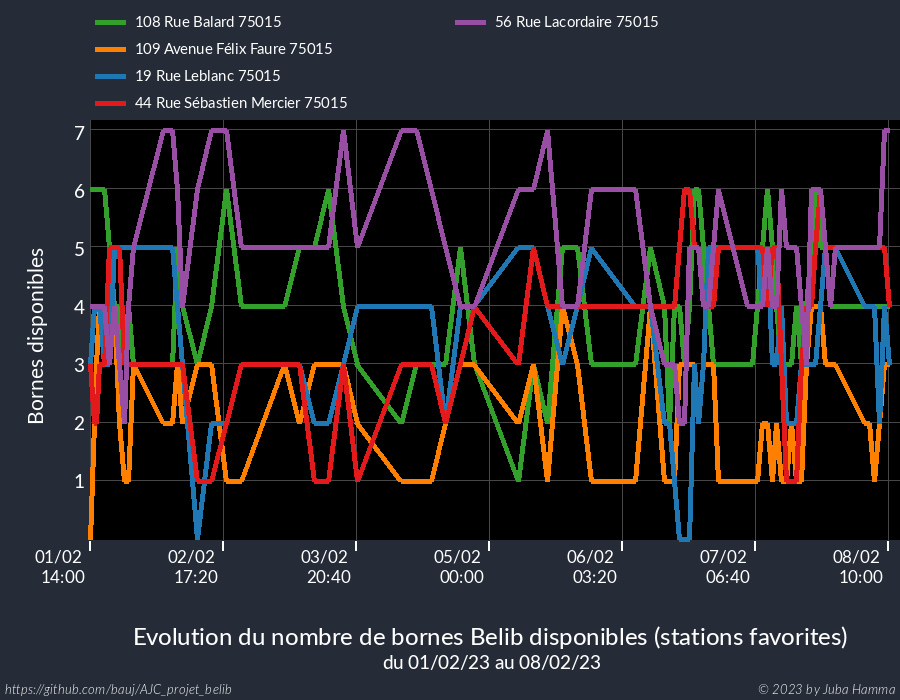 108 Rue Balard 75015
56 Rue Lacordaire 75015
109 Avenue Félix Faure 75015
19 Rue Leblanc 75015
44 Rue Sébastien Mercier 75015
7
6
5
4
3
2
1
Bornes disponibles
01/02 02/02 03/02 05/02 06/02 07/02 08/02
14:00 17:20 20:40 00:00 03:20 06:40 10:00
Evolution du nombre de bornes Belib disponibles (stations favorites)
du 01/02/23 au 08/02/23
https://github.com/bauj/AJC_projet_belib
© 2023 by Juba Hamma